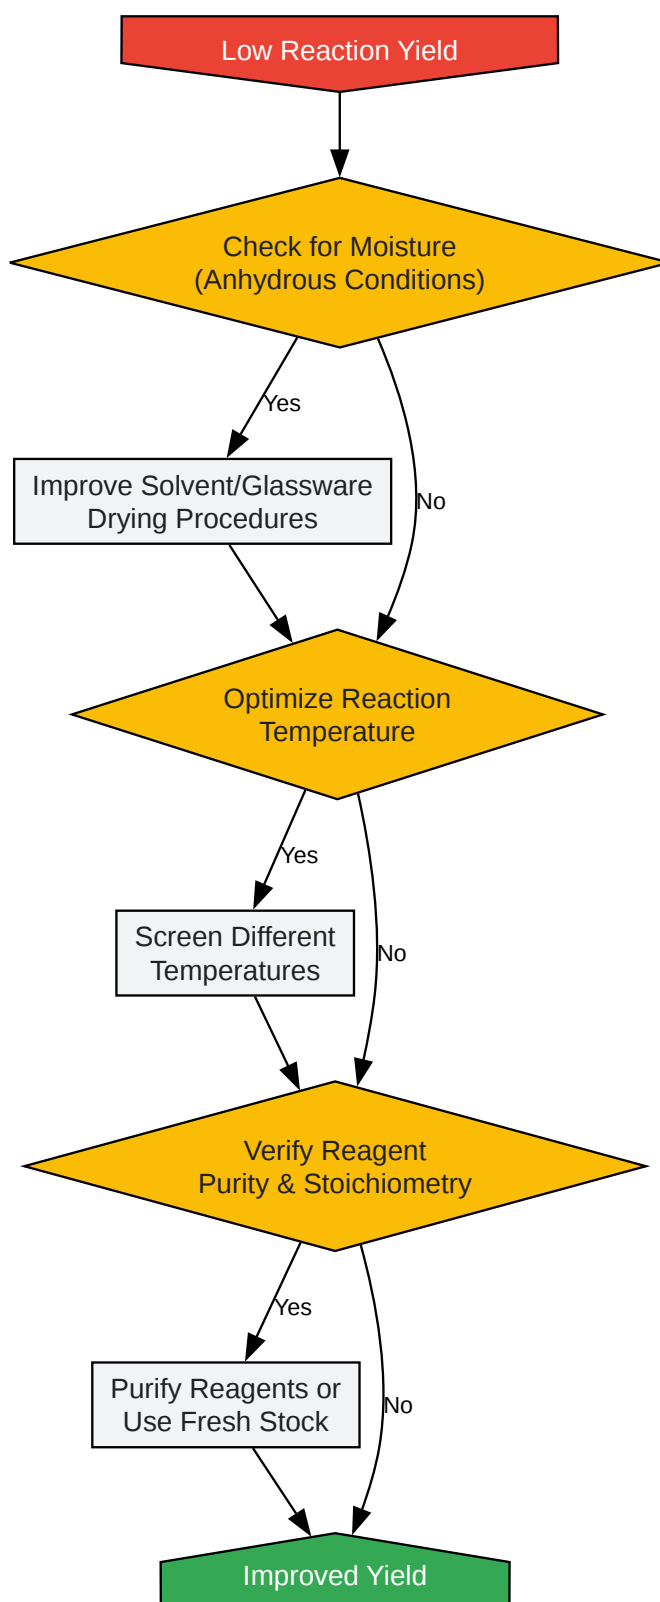 Low Reaction Yield
Check for Moisture
(Anhydrous Conditions)
Yes
Improve Solvent/Glassware
Drying Procedures
No
Optimize Reaction
Temperature
Yes
Screen Different
Temperatures
No
Verify Reagent
Purity & Stoichiometry
Yes
Purify Reagents or
Use Fresh Stock
No
Improved Yield